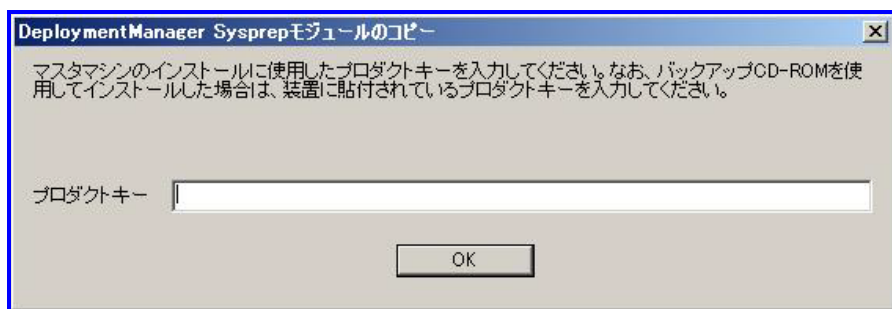 DeploymentManager Sysprepモジュールのコピー
マスタマシンのインストールに使用したプロダクトキーを入力してください。なお、バックアップCD-ROMを使
用してインストールした場合は、装置に貼付されているプロダクトキーを入力してください。
プロダクトキー
OK